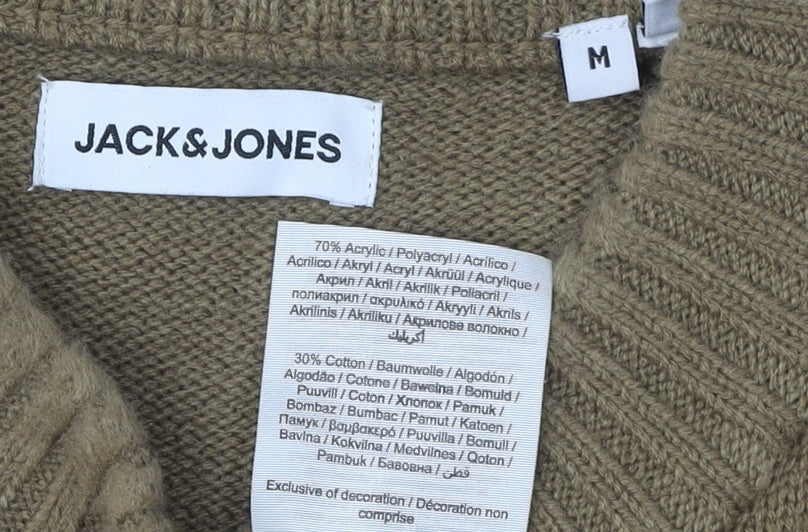 JACK&JONES
M
70% Acrylic / Polyacryl / Acrílico /
Acrilico / Akryl / Acryl / Akrüül / Acrylique /
Акрил / Akril / Akrilik / Poliacril /
полиакрил / ακρυλικό / Akryyli / Akrils /
Akrilinis / Akriliku / Акрилове волокно /
أكريليك
30% Cotton / Baumwolle / Algodón /
Algodão / Cotone / Bawełna / Bomuld /
Puuvill / Coton / Хлопок / Pamuk /
Bombaz / Bumbac / Pamut / Katoen /
Памук / βαμβακερό / Puuvilla / Bomull /
Bavlna / Kokvilna / Medvilnės / Qoton /
Pambuk / Бавовна / قطن
Exclusive of decoration / Décoration non
comprise